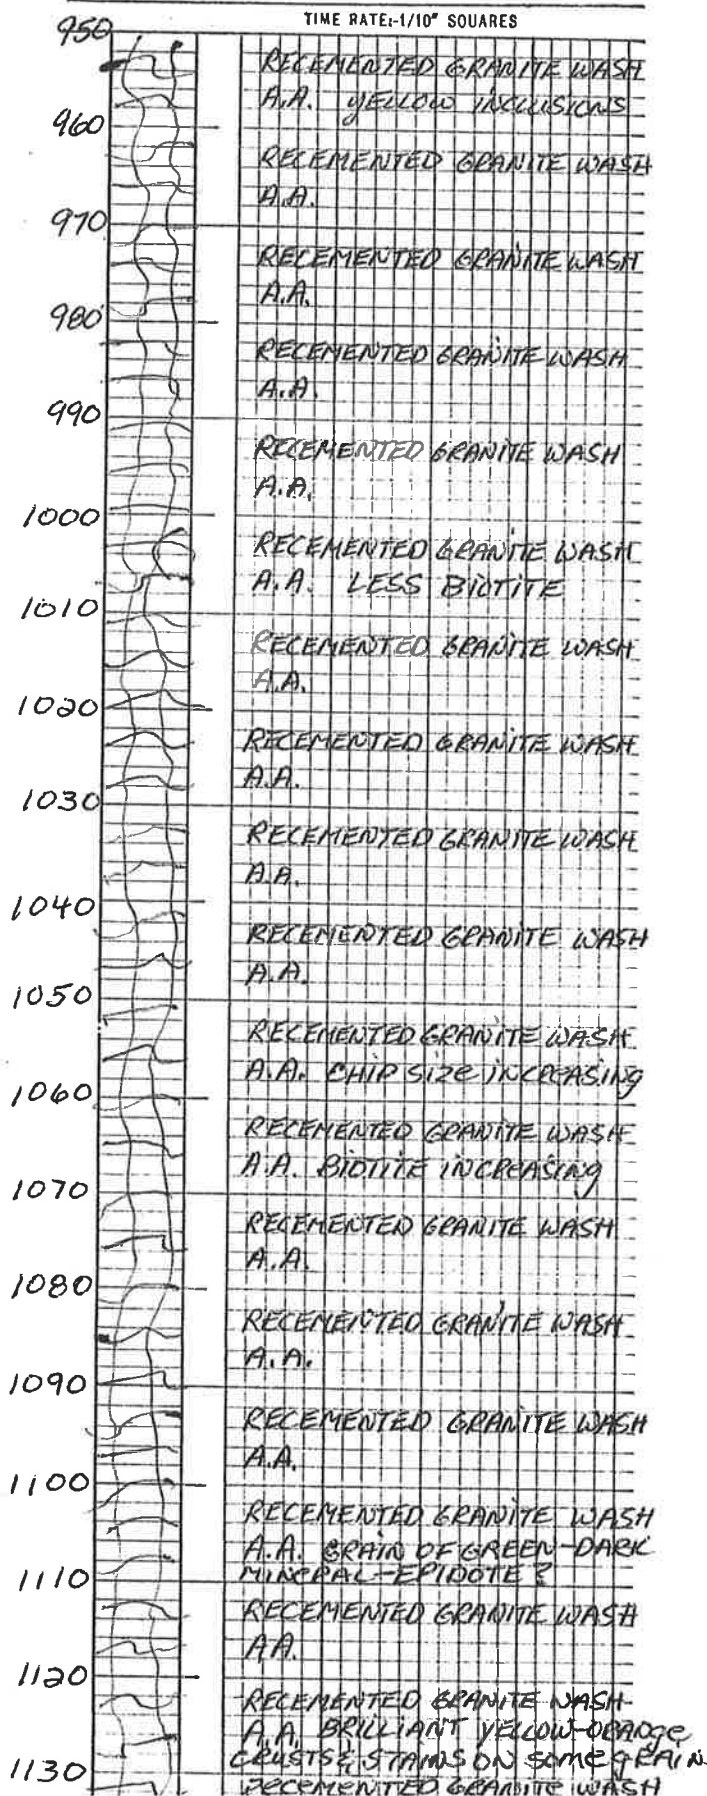 TIME RATE:-1/10" SQUARES
950
RECEMENTED GRANITE WASH
A.A. YELLOW INCLUSIONS
960
RECEMENTED GRANITE WASH
A.A.
970
RECEMENTED GRANITE WASH
A.A.
980
RECEMENTED GRANITE WASH
A.A.
990
RECEMENTED GRANITE WASH
A.A.
1000
RECEMENTED GRANITE WASH
A.A. LESS BIOTITE
1010
RECEMENTED GRANITE WASH
A.A.
1020
RECEMENTED GRANITE WASH
A.A.
1030
RECEMENTED GRANITE WASH
A.A.
1040
RECEMENTED GRANITE WASH
A.A.
1050
RECEMENTED GRANITE WASH
A.A. CHIP SIZE INCREASING
1060
RECEMENTED GRANITE WASH
A.A. BIOTITE INCREASING
1070
RECEMENTED GRANITE WASH
A.A.
1080
RECEMENTED GRANITE WASH
A.A.
1090
RECEMENTED GRANITE WASH
A.A.
1100
RECEMENTED GRANITE WASH
A.A. GRAIN OF GREEN-DARK
MINERAL-EPIDOTE?
1110
RECEMENTED GRANITE WASH
AA.
1120
RECEMENTED GRANITE WASH
A.A. BRILLIANT YELLOW-ORANGE
CRUSTS & STAINS ON SOME GRAIN
1130
RECEMENTED GRANITE WASH